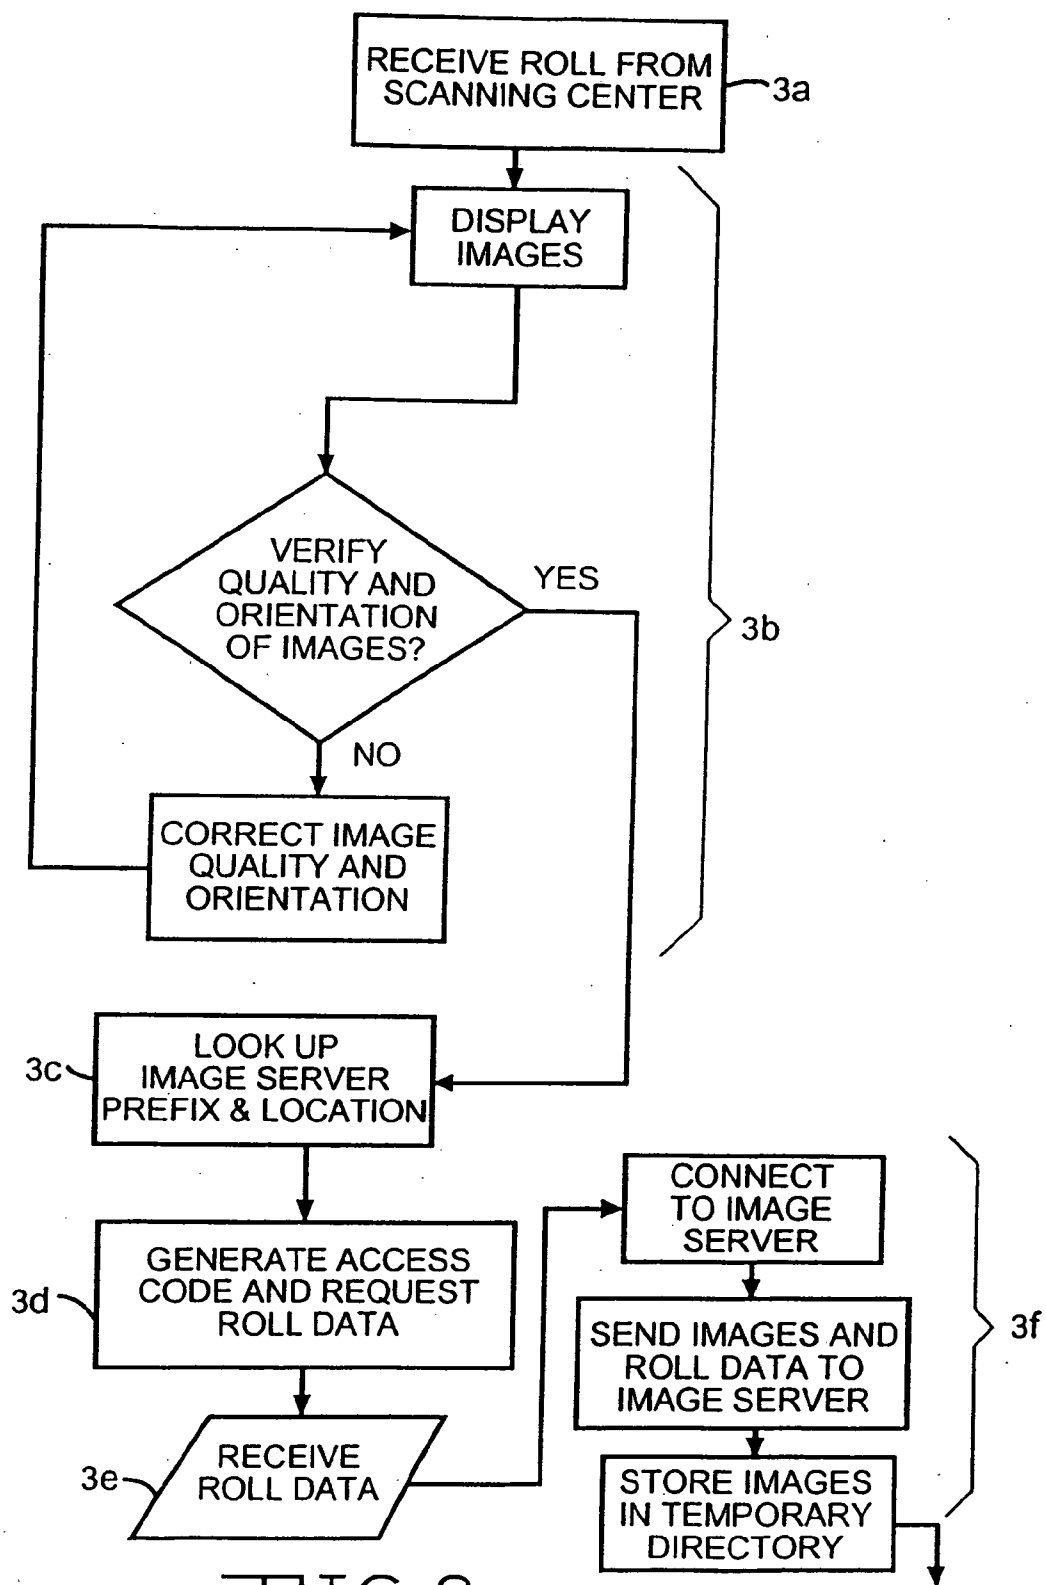 RECEIVE ROLL FROM
SCANNING CENTER
3a
DISPLAY
IMAGES
VERIFY
QUALITY AND
ORIENTATION
OF IMAGES?
YES
3b
NO
CORRECT IMAGE
QUALITY AND
ORIENTATION
3c
LOOK UP
IMAGE SERVER
PREFIX & LOCATION
3d
GENERATE ACCESS
CODE AND REQUEST
ROLL DATA
3e
RECEIVE
ROLL DATA
CONNECT
TO IMAGE
SERVER
SEND IMAGES AND
ROLL DATA TO
IMAGE SERVER
3f
STORE IMAGES
IN TEMPORARY
DIRECTORY